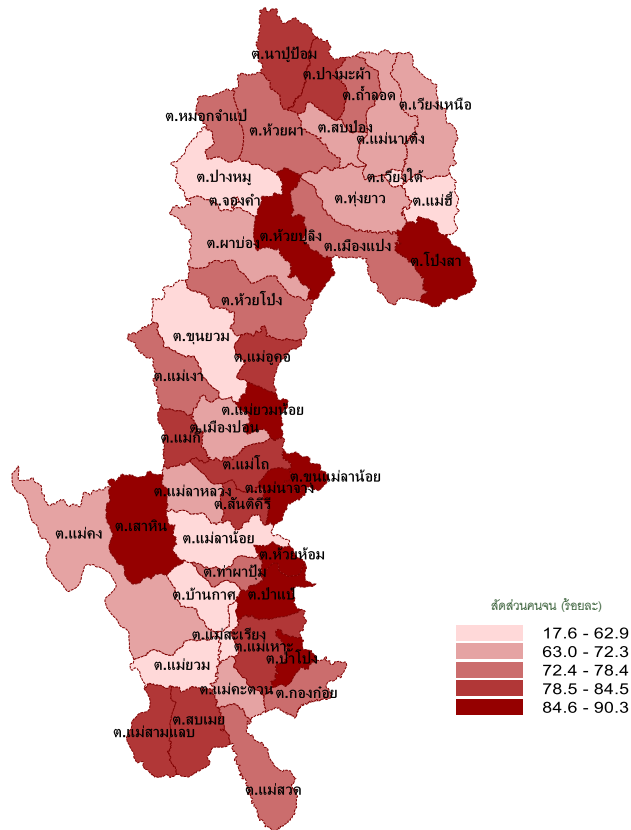 ต.นาปู่ป้อม
ต.ปางมะผ้า
ต.ถ้ำลอด
ต.เวียงเหนือ
ต.หมอกจำแป่
ต.ห้วยผา
ต.สบป่อง
ต.แม่นาเติง
ต.ปางหมู
ต.เวียงใต้
ต.จองคำ
ต.ทุ่งยาว
ต.แม่ฮี้
ต.ผาบ่อง
ต.ห้วยปูลิง
ต.เมืองแปง
ต.โป่งสา
ต.ห้วยโป่ง
ต.ขุนยวม
ต.แม่อูคอ
ต.แม่เงา
ต.แม่ยวมน้อย
ต.เมืองปอน
ต.แม่กิ๊
ต.แม่โถ
ต.ขุนแม่ลาน้อย
ต.แม่ลาหลวง
ต.แม่นาจาง
ต.สันติคีรี
ต.แม่คง
ต.เสาหิน
ต.แม่ลาน้อย
ต.ห้วยห้อม
ต.ท่าผาปุ้ม
ต.บ้านกาศ
ต.ป่าแป๋
ต.แม่สะเรียง
ต.แม่เหาะ
ต.ป่าโปง
ต.แม่ยวม
ต.แม่คะตวน
ต.กองก๋อย
ต.สบเมย
ต.แม่สามแลบ
ต.แม่สวด
สัดส่วนคนจน (ร้อยละ)
17.6 - 62.9
63.0 - 72.3
72.4 - 78.4
78.5 - 84.5
84.6 - 90.3